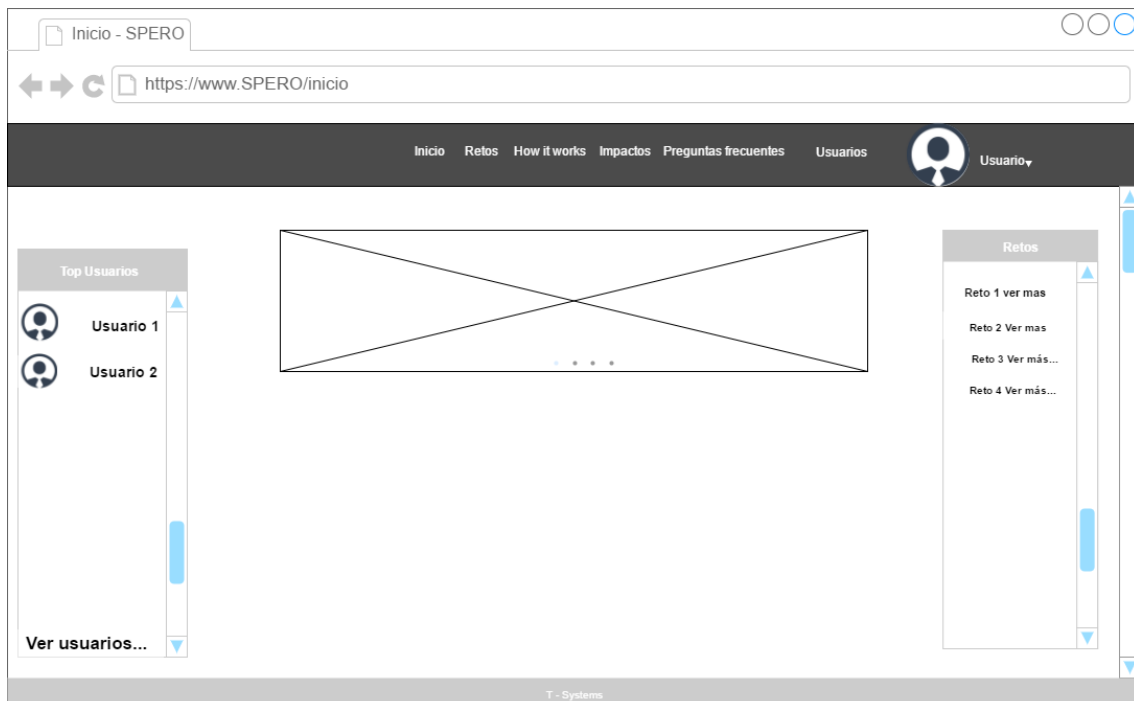 Inicio - SPERO
https://www.SPERO/inicio
Inicio Retos How it works Impactos Preguntas frecuentes Usuarios Usuario
Top Usuarios
Usuario 1
Usuario 2
Ver usuarios...
Retos
Reto 1 ver mas
Reto 2 Ver mas
Reto 3 Ver más...
Reto 4 Ver más...
T - Systems